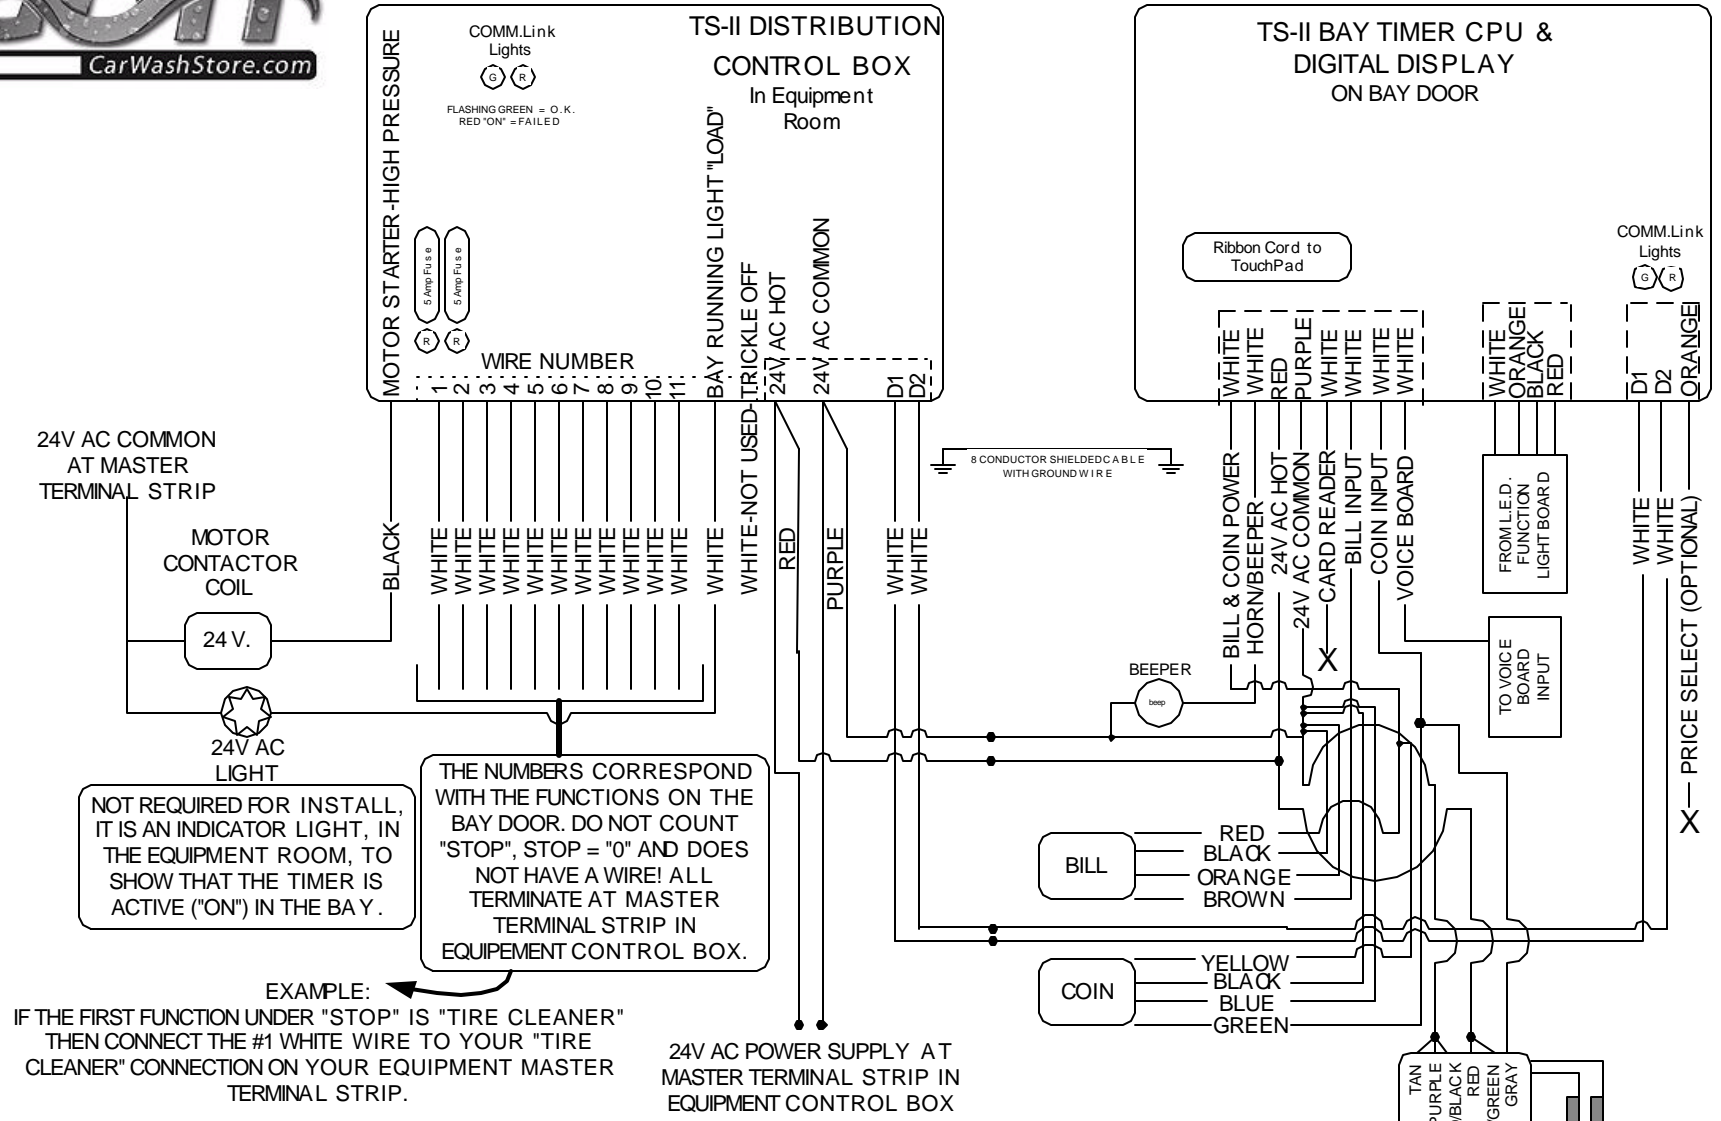 CarWashStore.com
TS-II DISTRIBUTION
CONTROL BOX
In Equipment
Room
COMM.Link
Lights
G R
FLASHING GREEN = O.K.
RED "ON" = FAILED
MOTOR STARTER-HIGH PRESSURE
5 Amp Fuse
5 Amp Fuse
R R
WIRE NUMBER
1 2 3 4 5 6 7 8 9 10 11
BAY RUNNING LIGHT "LOAD"
WHITE-NOT USED-TRICKLE OFF
24V AC HOT
24V AC COMMON
D1
D2
BLACK
WHITE
WHITE
WHITE
WHITE
WHITE
WHITE
WHITE
WHITE
WHITE
WHITE
WHITE
WHITE
RED
PURPLE
WHITE
WHITE
24V AC COMMON
AT MASTER
TERMINAL STRIP
MOTOR
CONTACTOR
COIL
24 V.
24V AC
LIGHT
NOT REQUIRED FOR INSTALL,
IT IS AN INDICATOR LIGHT, IN
THE EQUIPMENT ROOM, TO
SHOW THAT THE TIMER IS
ACTIVE ("ON") IN THE BAY.
THE NUMBERS CORRESPOND
WITH THE FUNCTIONS ON THE
BAY DOOR. DO NOT COUNT
"STOP", STOP = "0" AND DOES
NOT HAVE A WIRE! ALL
TERMINATE AT MASTER
TERMINAL STRIP IN
EQUIPEMENT CONTROL BOX.
EXAMPLE:
IF THE FIRST FUNCTION UNDER "STOP" IS "TIRE CLEANER"
THEN CONNECT THE #1 WHITE WIRE TO YOUR "TIRE
CLEANER" CONNECTION ON YOUR EQUIPMENT MASTER
TERMINAL STRIP.
24V AC POWER SUPPLY AT
MASTER TERMINAL STRIP IN
EQUIPMENT CONTROL BOX
8 CONDUCTOR SHIELDED CABLE
WITH GROUND WIRE
TS-II BAY TIMER CPU &
DIGITAL DISPLAY
ON BAY DOOR
Ribbon Cord to
TouchPad
COMM.Link
Lights
G R
WHITE
WHITE
RED
PURPLE
WHITE
WHITE
WHITE
WHITE
WHITE
ORANGE
BLACK
RED
D1
D2
ORANGE
BILL & COIN POWER
HORN/BEEPER
24V AC HOT
24V AC COMMON
CARD READER
X
BILL INPUT
COIN INPUT
VOICE BOARD
FROM L.E.D.
FUNCTION
LIGHT BOARD
TO VOICE
BOARD
INPUT
WHITE
WHITE
PRICE SELECT (OPTIONAL)
X
BEEPER
beep
BILL
RED
BLACK
ORANGE
BROWN
COIN
YELLOW
BLACK
BLUE
GREEN
TAN
PURPLE
/BLACK
RED
/GREEN
GRAY